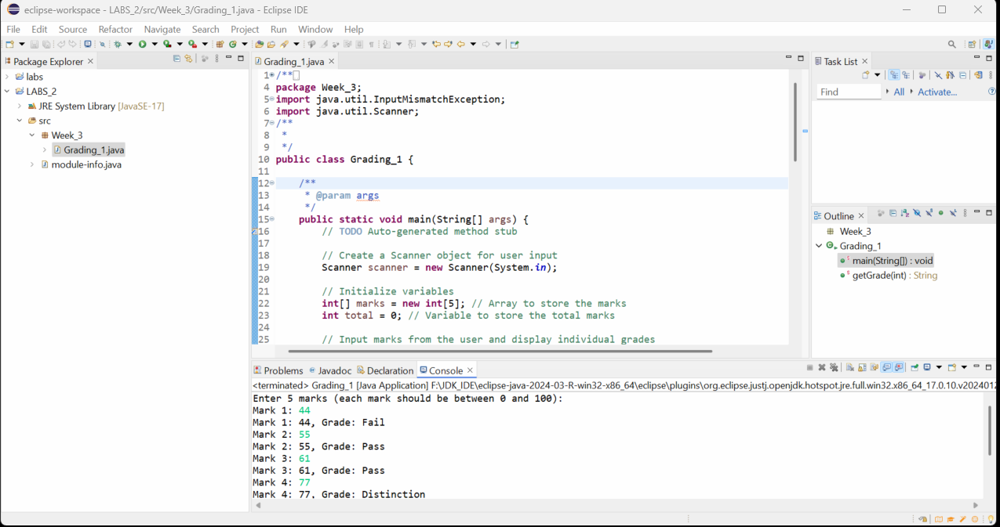 eclipse-workspace - LABS_2/src/Week_3/Grading_1.java - Eclipse IDE
File Edit Source Refactor Navigate Search Project Run Window Help
Package Explorer
labs
LABS_2
JRE System Library [JavaSE-17]
src
Week_3
Grading_1.java
module-info.java
Grading_1.java
1 /**
4 package Week_3;
5 import java.util.InputMismatchException;
6 import java.util.Scanner;
7 /**
8 *
9 */
10 public class Grading_1 {
11
12 /**
13 * @param args
14 */
15 public static void main(String[] args) {
16 // TODO Auto-generated method stub
17
18 // Create a Scanner object for user input
19 Scanner scanner = new Scanner(System.in);
20
21 // Initialize variables
22 int[] marks = new int[5]; // Array to store the marks
23 int total = 0; // Variable to store the total marks
24
25 // Input marks from the user and display individual grades
Task List
Find All Activate...
Outline
Week_3
Grading_1
main(String[]) : void
getGrade(int) : String
Problems Javadoc Declaration Console
<terminated> Grading_1 [Java Application] F:\JDK_IDE\eclipse-java-2024-03-R-win32-x86_64\eclipse\plugins\org.eclipse.justj.openjdk.hotspot.jre.full.win32.x86_64_17.0.10.v2024012
Enter 5 marks (each mark should be between 0 and 100):
Mark 1: 44
Mark 1: 44, Grade: Fail
Mark 2: 55
Mark 2: 55, Grade: Pass
Mark 3: 61
Mark 3: 61, Grade: Pass
Mark 4: 77
Mark 4: 77, Grade: Distinction